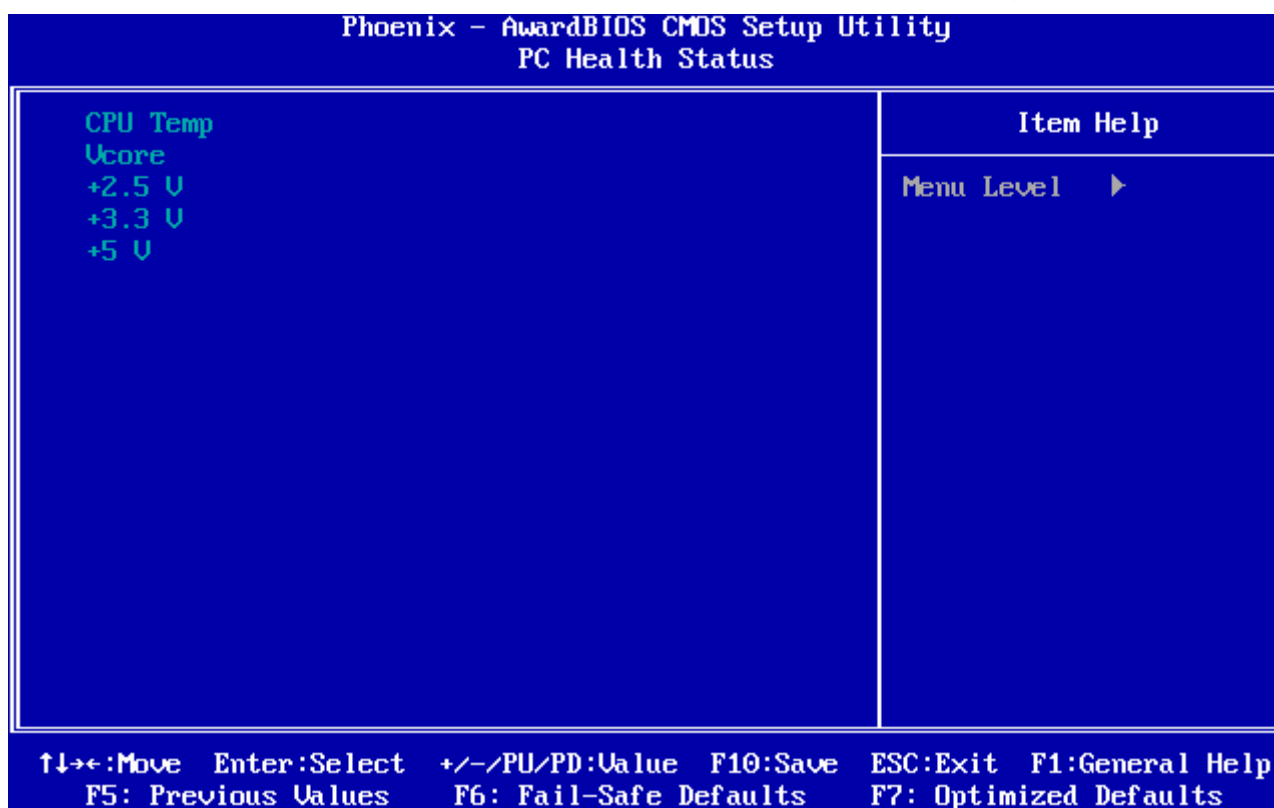 Phoenix - AwardBIOS CMOS Setup Utility
PC Health Status
CPU Temp
Vcore
+2.5 V
+3.3 V
+5 V
Item Help
Menu Level ►
↑↓→←:Move Enter:Select +/-/PU/PD:Value F10:Save ESC:Exit F1:General Help
F5: Previous Values F6: Fail-Safe Defaults F7: Optimized Defaults